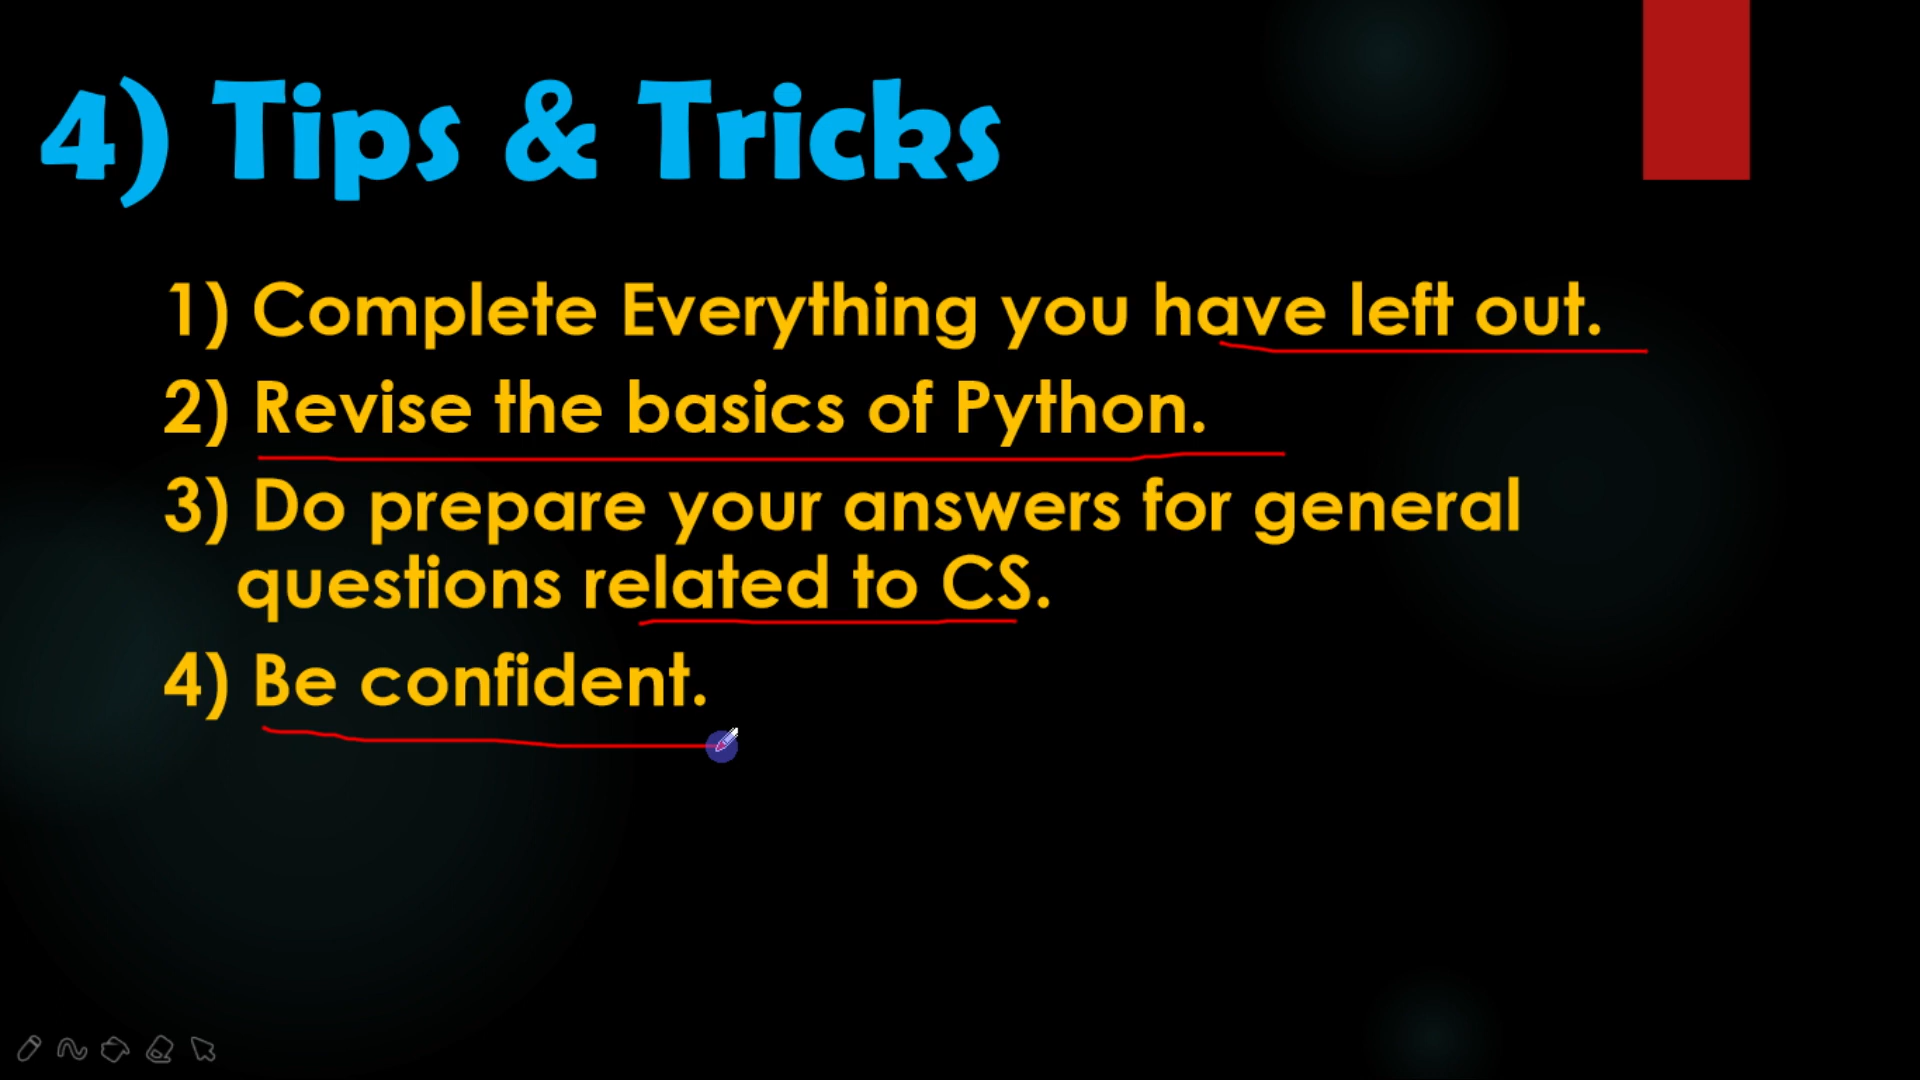 4) Tips & Tricks
1) Complete Everything you have left out.
2) Revise the basics of Python.
3) Do prepare your answers for general
questions related to CS.
4) Be confident.